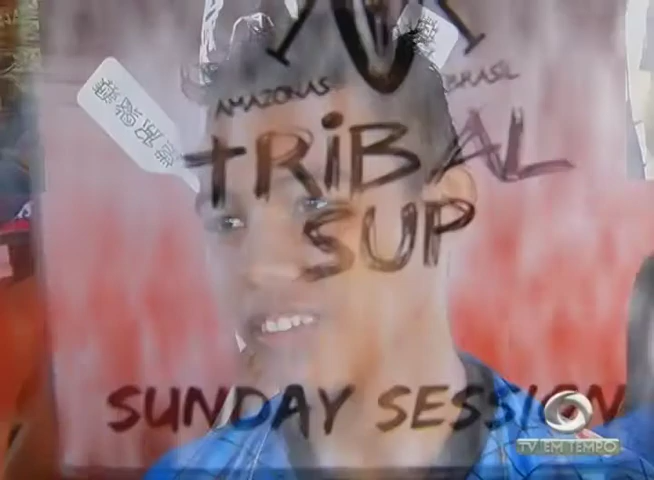 AMAZONAS
BRASIL
TRIBAL
SUP
SUNDAY SESSION
TV EM TEMPO